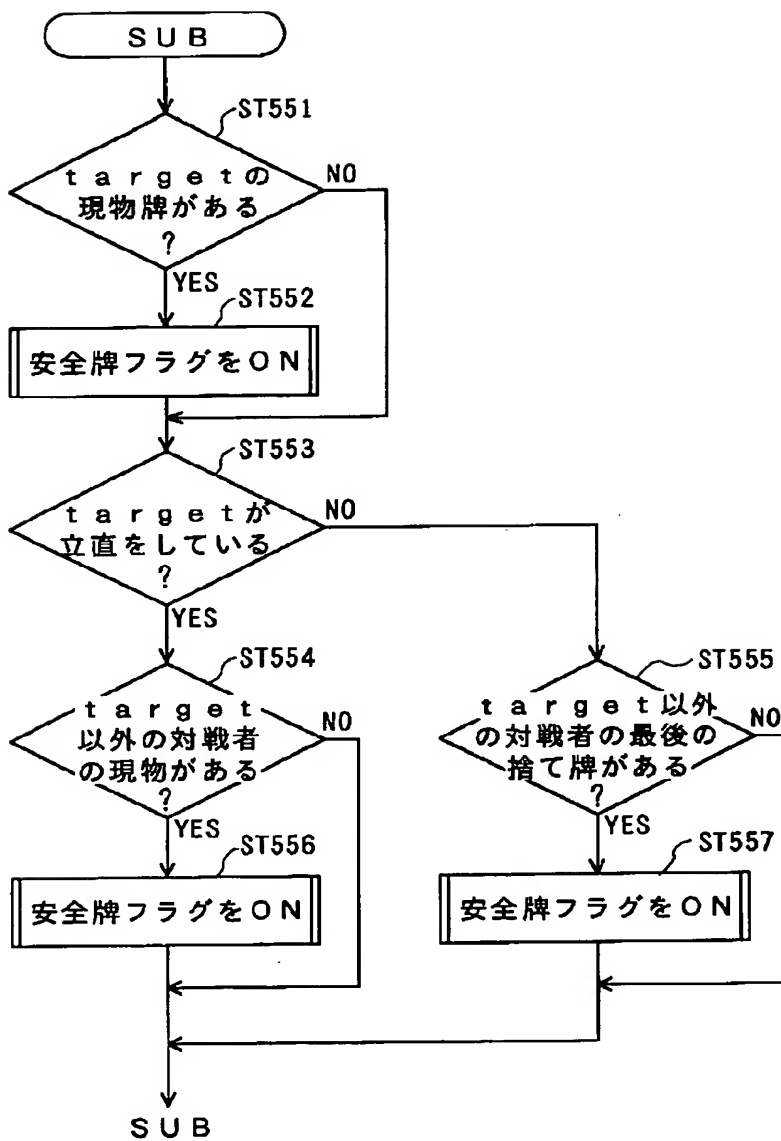 SUB
ST551
targetの
現物牌がある
?
NO
YES
ST552
安全牌フラグをON
ST553
targetが
立直をしている
?
NO
YES
ST554
target
以外の対戦者
の現物がある
?
NO
YES
ST555
target以外
の対戦者の最後の
捨て牌がある
?
NO
YES
ST556
安全牌フラグをON
ST557
安全牌フラグをON
SUB